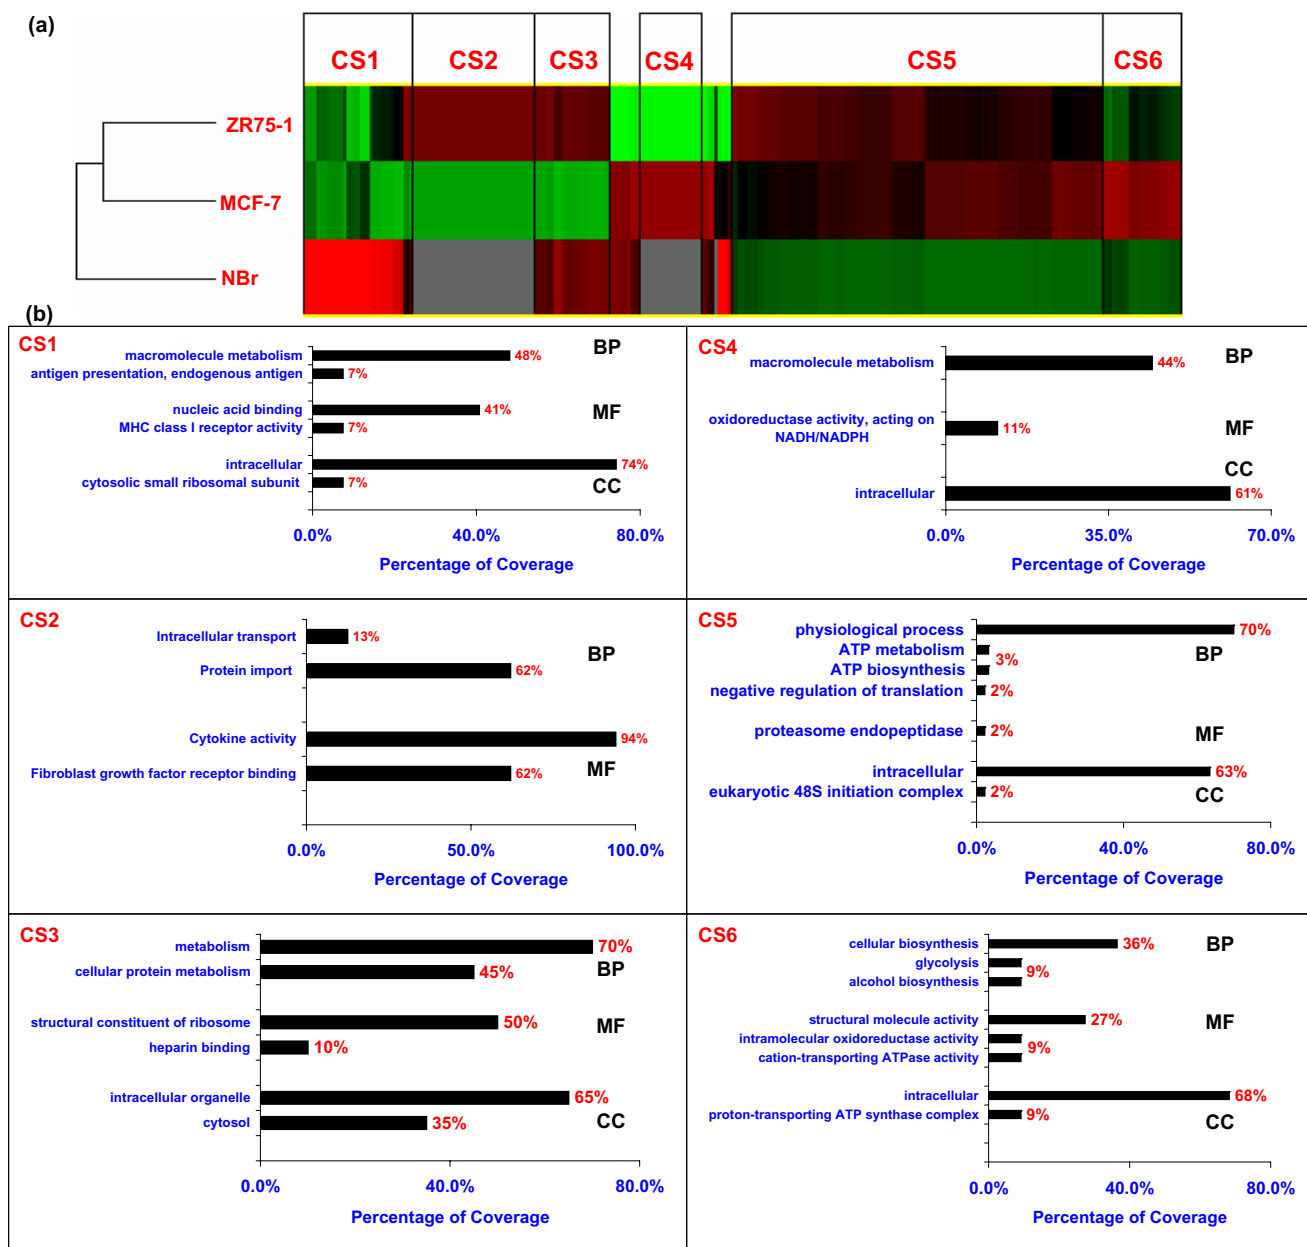 (a)
CS1 CS2 CS3 CS4 CS5 CS6
ZR75-1
MCF-7
NBr
(b)
CS1
macromolecule metabolism 48% BP
antigen presentation, endogenous antigen 7%
nucleic acid binding 41% MF
MHC class I receptor activity 7%
intracellular 74%
cytosolic small ribosomal subunit 7% CC
0.0% 40.0% 80.0%
Percentage of Coverage
CS4
BP
macromolecule metabolism 44%
oxidoreductase activity, acting on
NADH/NADPH 11% MF
CC
intracellular 61%
0.0% 35.0% 70.0%
Percentage of Coverage
CS2
Intracellular transport 13%
BP
Protein import 62%
Cytokine activity 94%
Fibroblast growth factor receptor binding 62% MF
0.0% 50.0% 100.0%
Percentage of Coverage
CS5
physiological process 70%
ATP metabolism
3% BP
ATP biosynthesis
negative regulation of translation 2%
proteasome endopeptidase 2% MF
intracellular 63%
eukaryotic 48S initiation complex 2% CC
0.0% 40.0% 80.0%
Percentage of Coverage
CS3
metabolism 70%
cellular protein metabolism 45% BP
structural constituent of ribosome 50% MF
heparin binding 10%
intracellular organelle 65%
cytosol 35% CC
0.0% 40.0% 80.0%
Percentage of Coverage
CS6
cellular biosynthesis 36% BP
glycolysis
9%
alcohol biosynthesis
structural molecule activity 27% MF
intramolecular oxidoreductase activity
9%
cation-transporting ATPase activity
intracellular 68%
proton-transporting ATP synthase complex 9% CC
0.0% 40.0% 80.0%
Percentage of Coverage